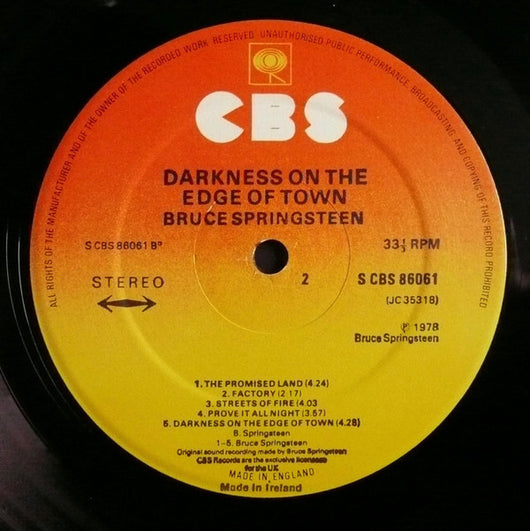 ALL RIGHTS OF THE MANUFACTURER AND OF THE OWNER OF THE RECORDED WORK RESERVED UNAUTHORISED PUBLIC PERFORMANCE, BROADCASTING AND COPYING OF THIS RECORD PROHIBITED
CBS
DARKNESS ON THE
EDGE OF TOWN
BRUCE SPRINGSTEEN
S CBS 86061 B°
33⅓ RPM
STEREO
2
S CBS 86061
(JC 35318)
℗ 1978
Bruce Springsteen
1. THE PROMISED LAND (4.24)
2. FACTORY (2 17)
3. STREETS OF FIRE (4.03
4. PROVE IT ALL NIGHT (3.57)
5. DARKNESS ON THE EDGE OF TOWN (4.28)
B. Springsteen
1-5. Bruce Springsteen
Original sound recording made by Bruce Springsteen
CBS Records are the exclusive licensees
for the UK
MADE IN ENGLAND
Made in Ireland